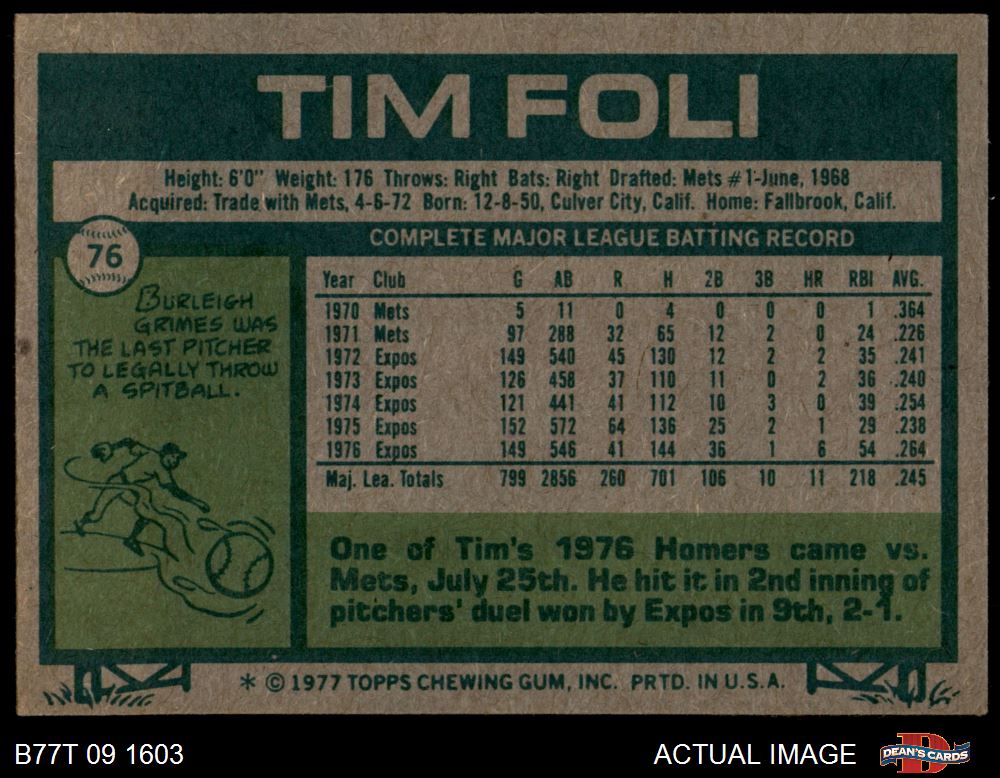 TIM FOLI
Height: 6'0" Weight: 176 Throws: Right Bats: Right Drafted: Mets #1-June, 1968
Acquired: Trade with Mets, 4-6-72 Born: 12-8-50, Culver City, Calif. Home: Fallbrook, Calif.
76
BURLEIGH
GRIMES WAS
THE LAST PITCHER
TO LEGALLY THROW
A SPITBALL.
COMPLETE MAJOR LEAGUE BATTING RECORD
Year Club G AB R H 2B 3B HR RBI AVG.
1970 Mets 5 11 0 4 0 0 0 1 .364
1971 Mets 97 288 32 65 12 2 0 24 .226
1972 Expos 149 540 45 130 12 2 2 35 .241
1973 Expos 126 458 37 110 11 0 2 36 .240
1974 Expos 121 441 41 112 10 3 0 39 .254
1975 Expos 152 572 64 136 25 2 1 29 .238
1976 Expos 149 546 41 144 36 1 6 54 .264
Maj. Lea. Totals 799 2856 260 701 106 10 11 218 .245
One of Tim's 1976 Homers came vs.
Mets, July 25th. He hit it in 2nd inning of
pitchers' duel won by Expos in 9th, 2-1.
* © 1977 TOPPS CHEWING GUM, INC. PRTD. IN U.S.A.
B77T 09 1603
ACTUAL IMAGE
D
DEAN'S CARDS